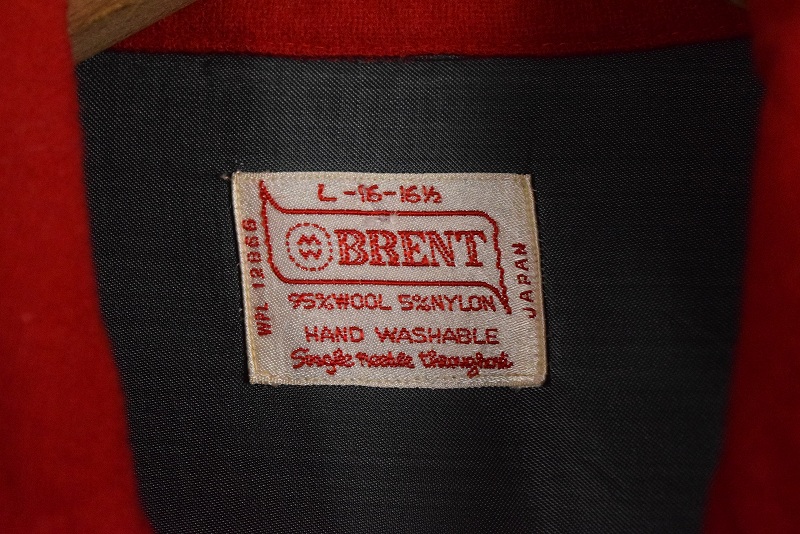 L-16-16½
BRENT
95% WOOL 5% NYLON
HAND WASHABLE
Single needle throughout
WPL 12866
JAPAN